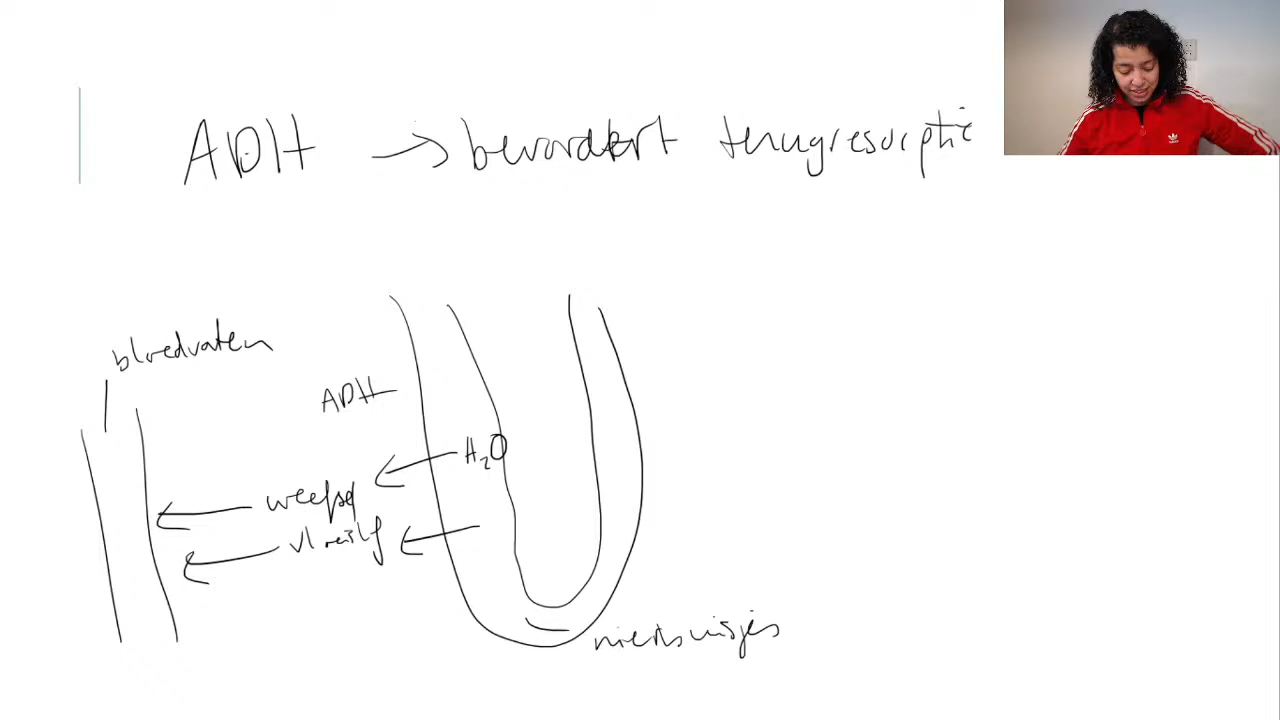 ADH → bevordert terugresorptie
bloedvaten
ADH
H₂O
weefsel
vloeistof
nierbuisjes